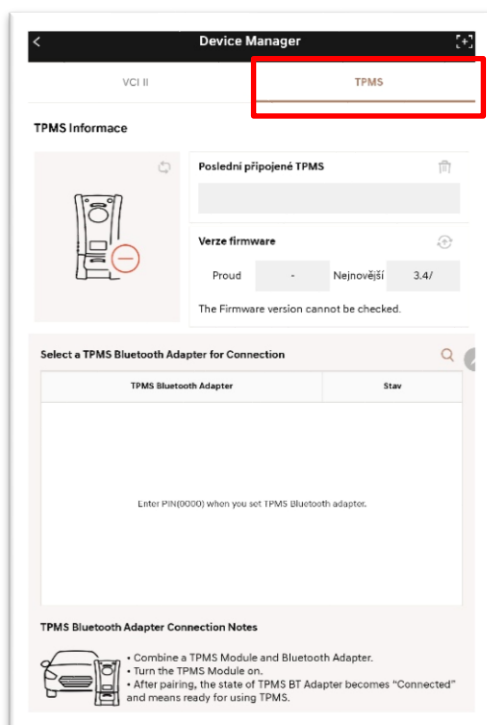 Device Manager
VCI II
TPMS
TPMS Informace
Poslední připojené TPMS
Verze firmware
Proud - Nejnovější 3.4/
The Firmware version cannot be checked.
Select a TPMS Bluetooth Adapter for Connection
TPMS Bluetooth Adapter Stav
Enter PIN(0000) when you set TPMS Bluetooth adapter.
TPMS Bluetooth Adapter Connection Notes
• Combine a TPMS Module and Bluetooth Adapter.
• Turn the TPMS Module on.
• After pairing, the state of TPMS BT Adapter becomes "Connected"
and means ready for using TPMS.